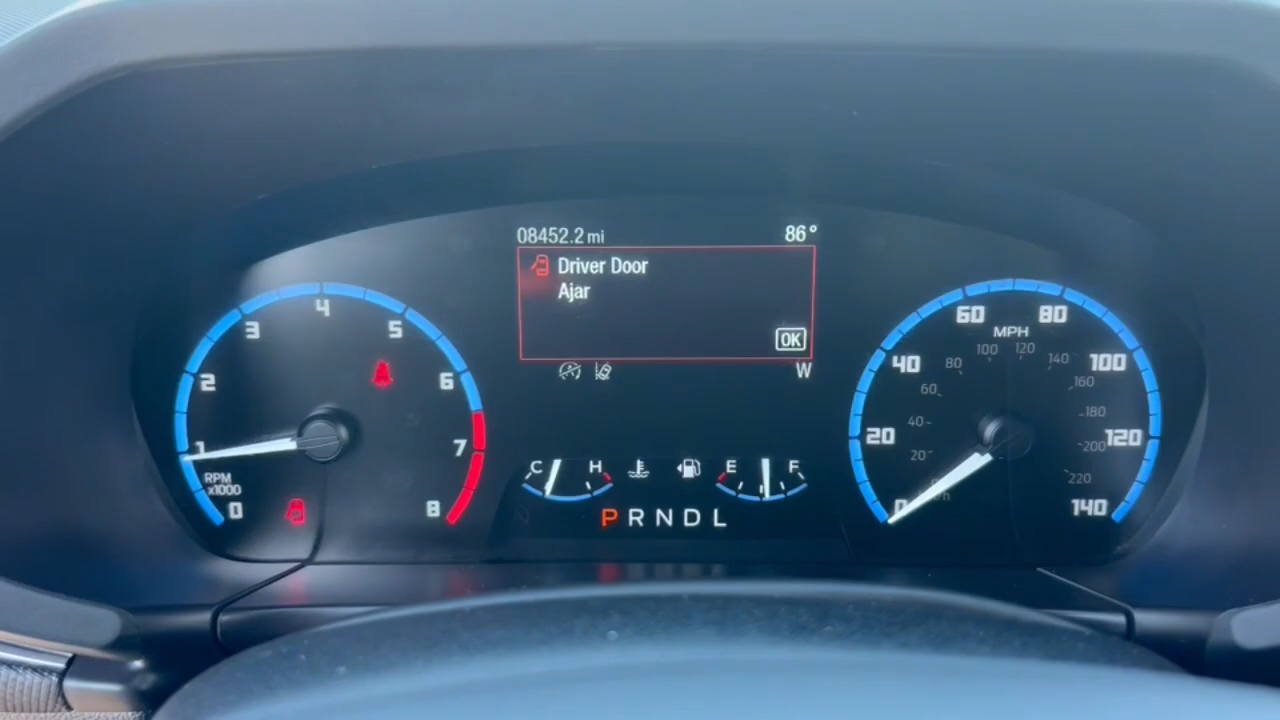 08452.2 mi 86°
Driver Door
Ajar
OK
W
0 1 2 3 4 5 6 7 8
RPM
x1000
C H E F
P R N D L
0 20 40 60 80 100 120 140
MPH
20 40 60 80 100 120 140 160 180 200 220